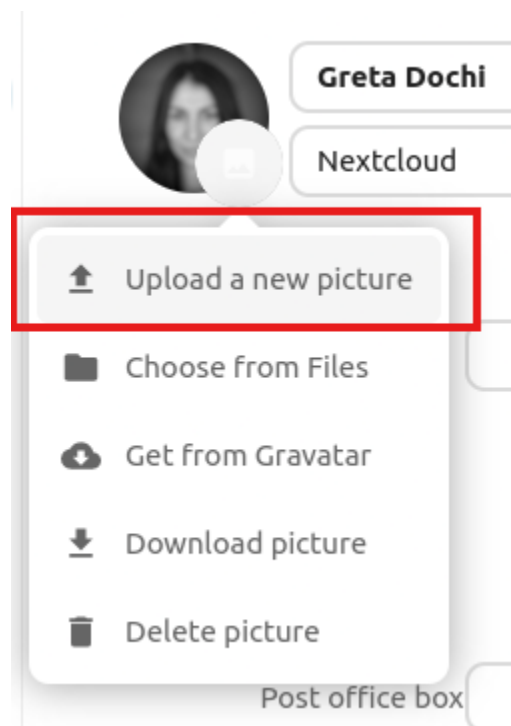 Greta Dochi
Nextcloud
Upload a new picture
Choose from Files
Get from Gravatar
Download picture
Delete picture
Post office box